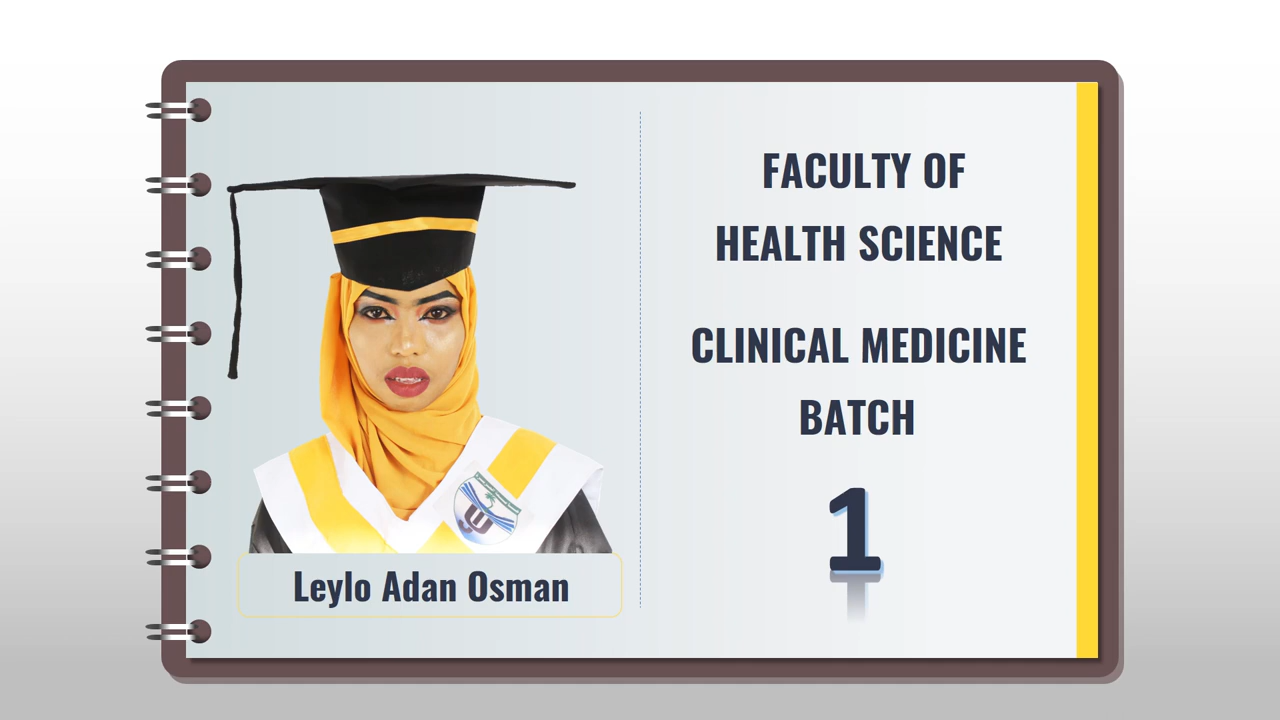 Leylo Adan Osman
FACULTY OF
HEALTH SCIENCE
CLINICAL MEDICINE
BATCH
1